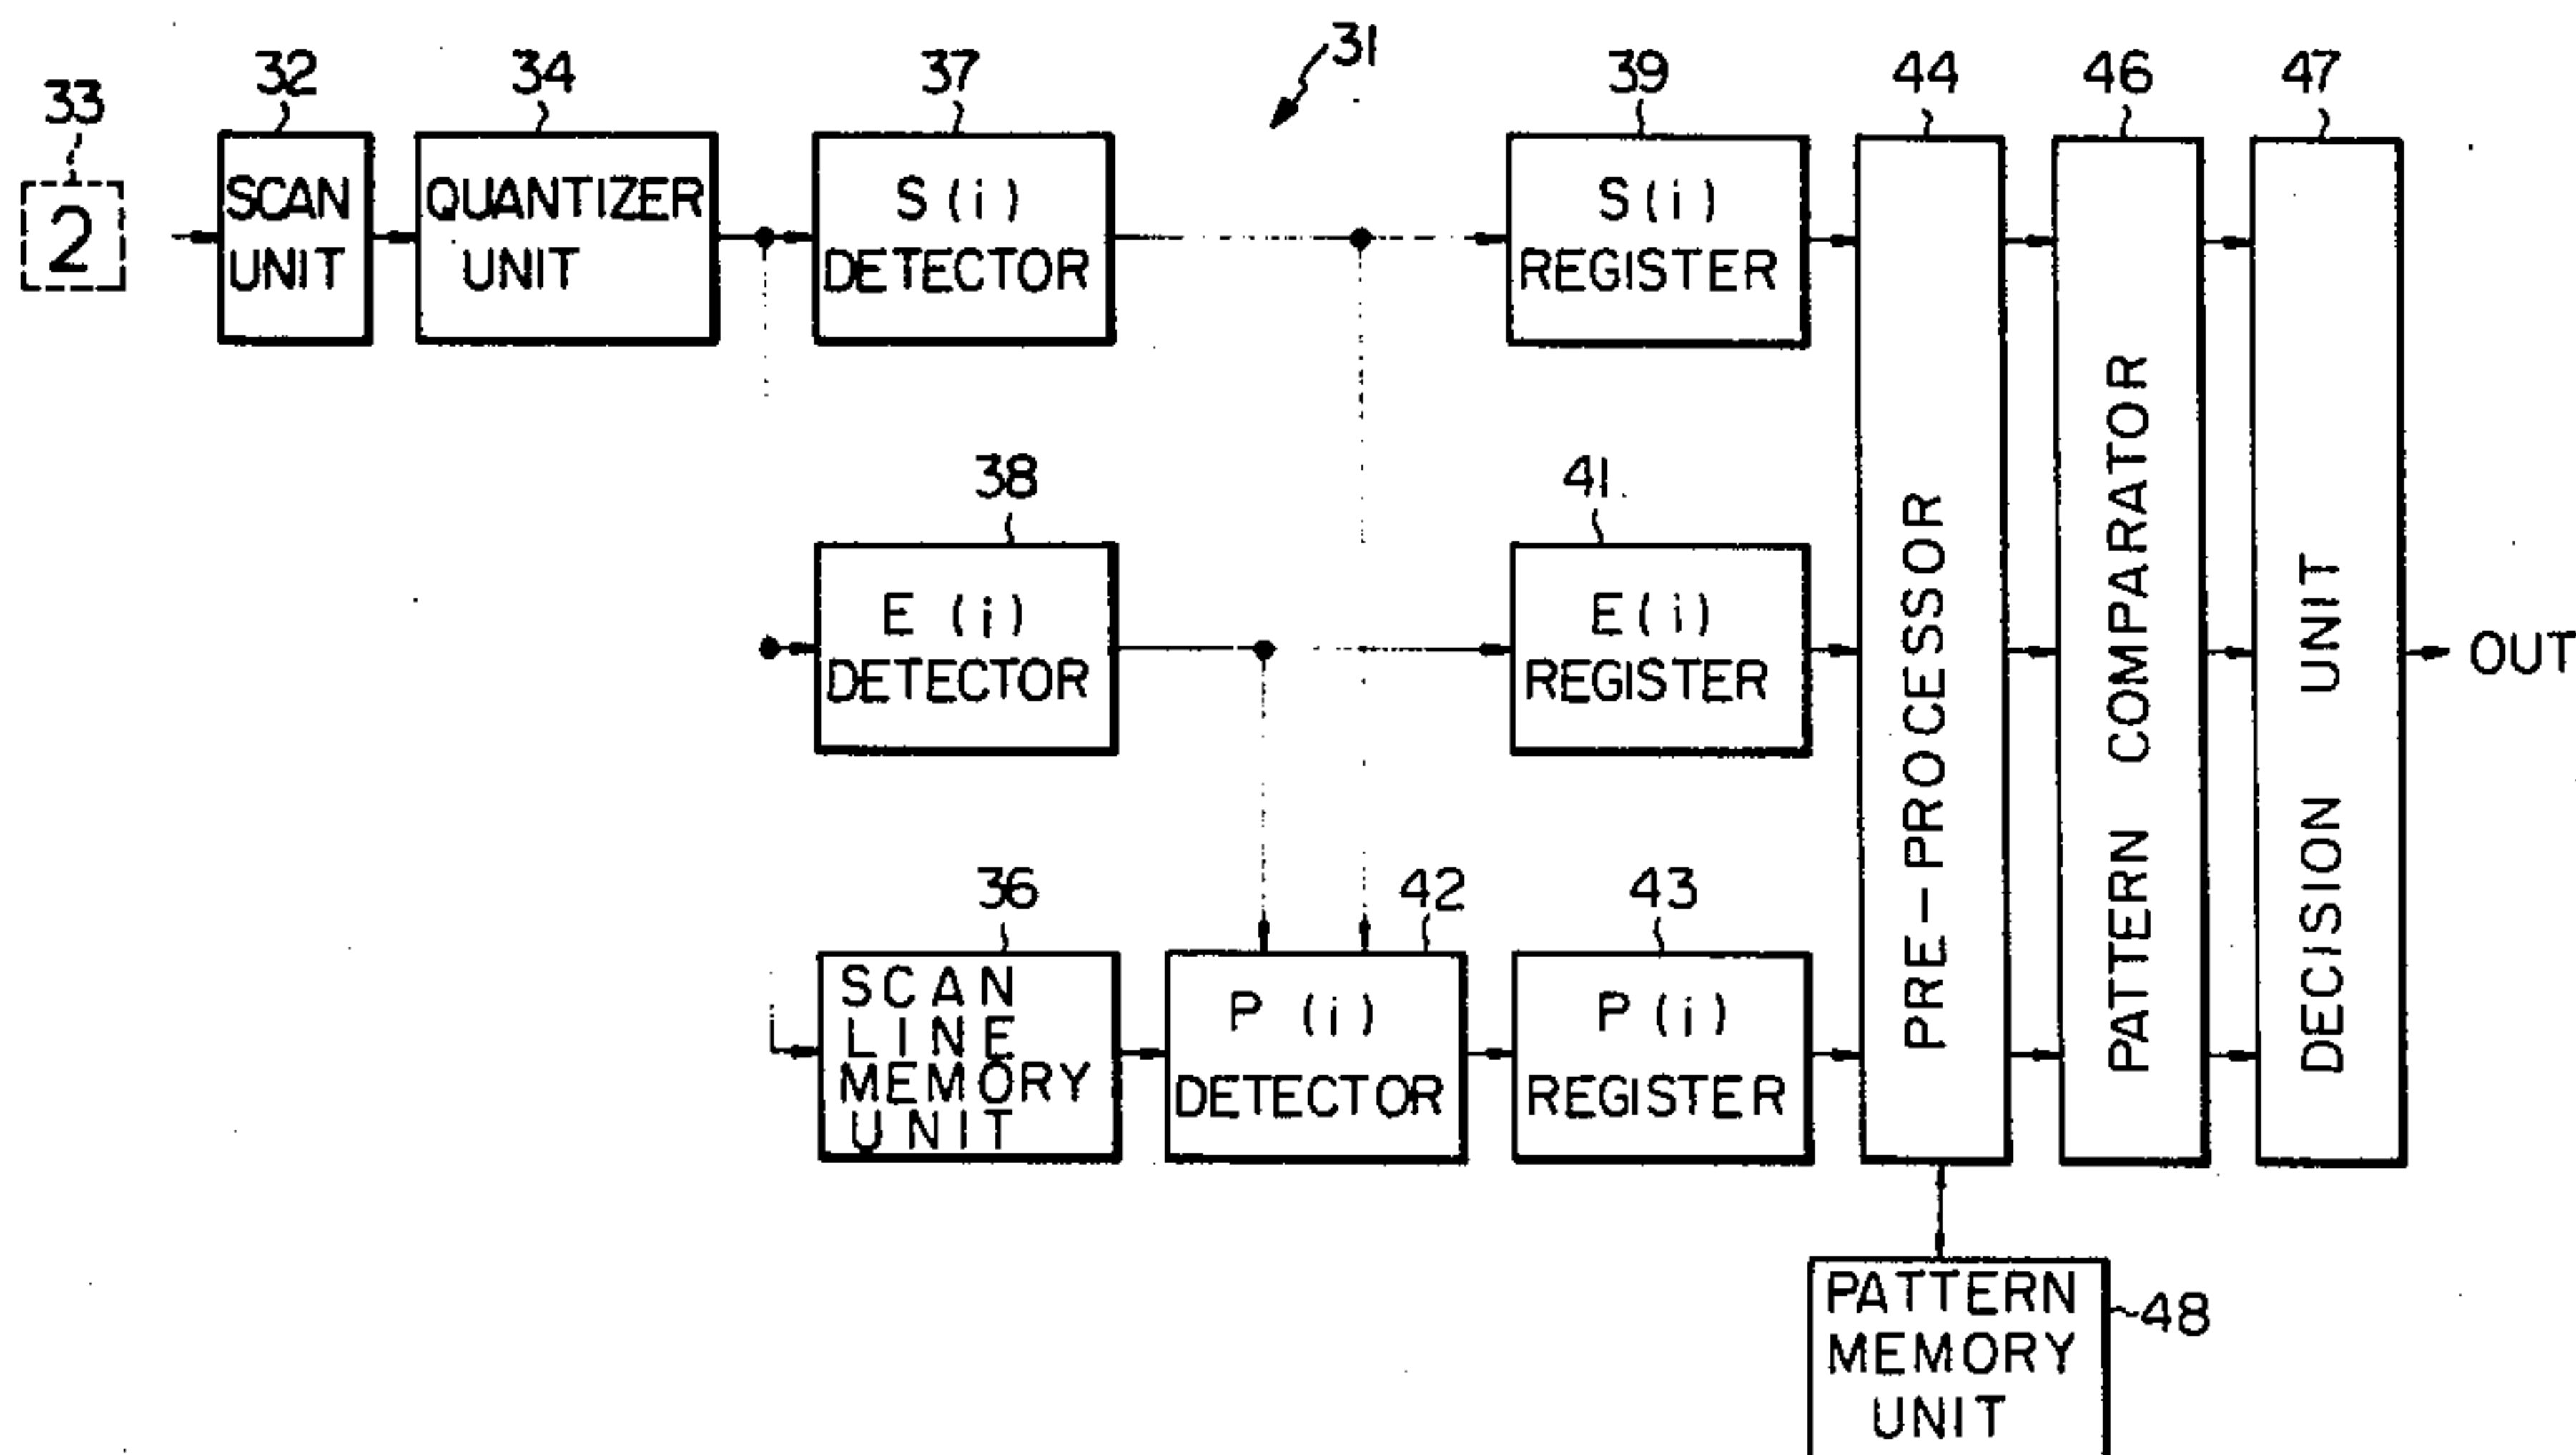 31
33
32
34
37
39
44
46
47
2
SCAN
UNIT
QUANTIZER
UNIT
S(i)
DETECTOR
S(i)
REGISTER
38
41
E (i)
DETECTOR
E(i)
REGISTER
PRE-PROCESSOR
PATTERN COMPARATOR
DECISION UNIT
OUT
36
42
43
SCAN
LINE
MEMORY
UNIT
P (i)
DETECTOR
P(i)
REGISTER
PATTERN
MEMORY
UNIT
48